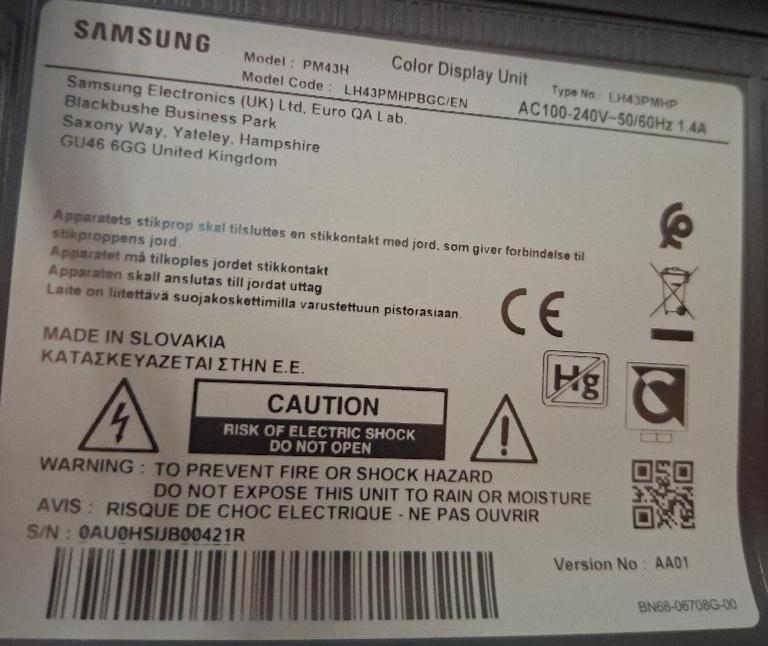 SAMSUNG
Model : PM43H
Color Display Unit
Type No. LH43PMHP
Model Code : LH43PMHPBGC/EN
AC100-240V~50/60Hz 1.4A
Samsung Electronics (UK) Ltd, Euro QA Lab.
Blackbushe Business Park
Saxony Way, Yateley, Hampshire
GU46 6GG United Kingdom
Apparatets stikprop skal tilsluttes en stikkontakt med jord, som giver forbindelse til
stikproppens jord.
Apparatet må tilkoples jordet stikkontakt
Apparaten skall anslutas till jordat uttag
Laite on liitettävä suojakoskettimilla varustettuun pistorasiaan.
CE
MADE IN SLOVAKIA
ΚΑΤΑΣΚΕΥΑΖΕΤΑΙ ΣΤΗΝ Ε.Ε.
Hg
CAUTION
RISK OF ELECTRIC SHOCK
DO NOT OPEN
WARNING : TO PREVENT FIRE OR SHOCK HAZARD
DO NOT EXPOSE THIS UNIT TO RAIN OR MOISTURE
AVIS : RISQUE DE CHOC ELECTRIQUE - NE PAS OUVRIR
S/N : 0AU0HSIJB00421R
Version No : AA01
BN68-06708G-00